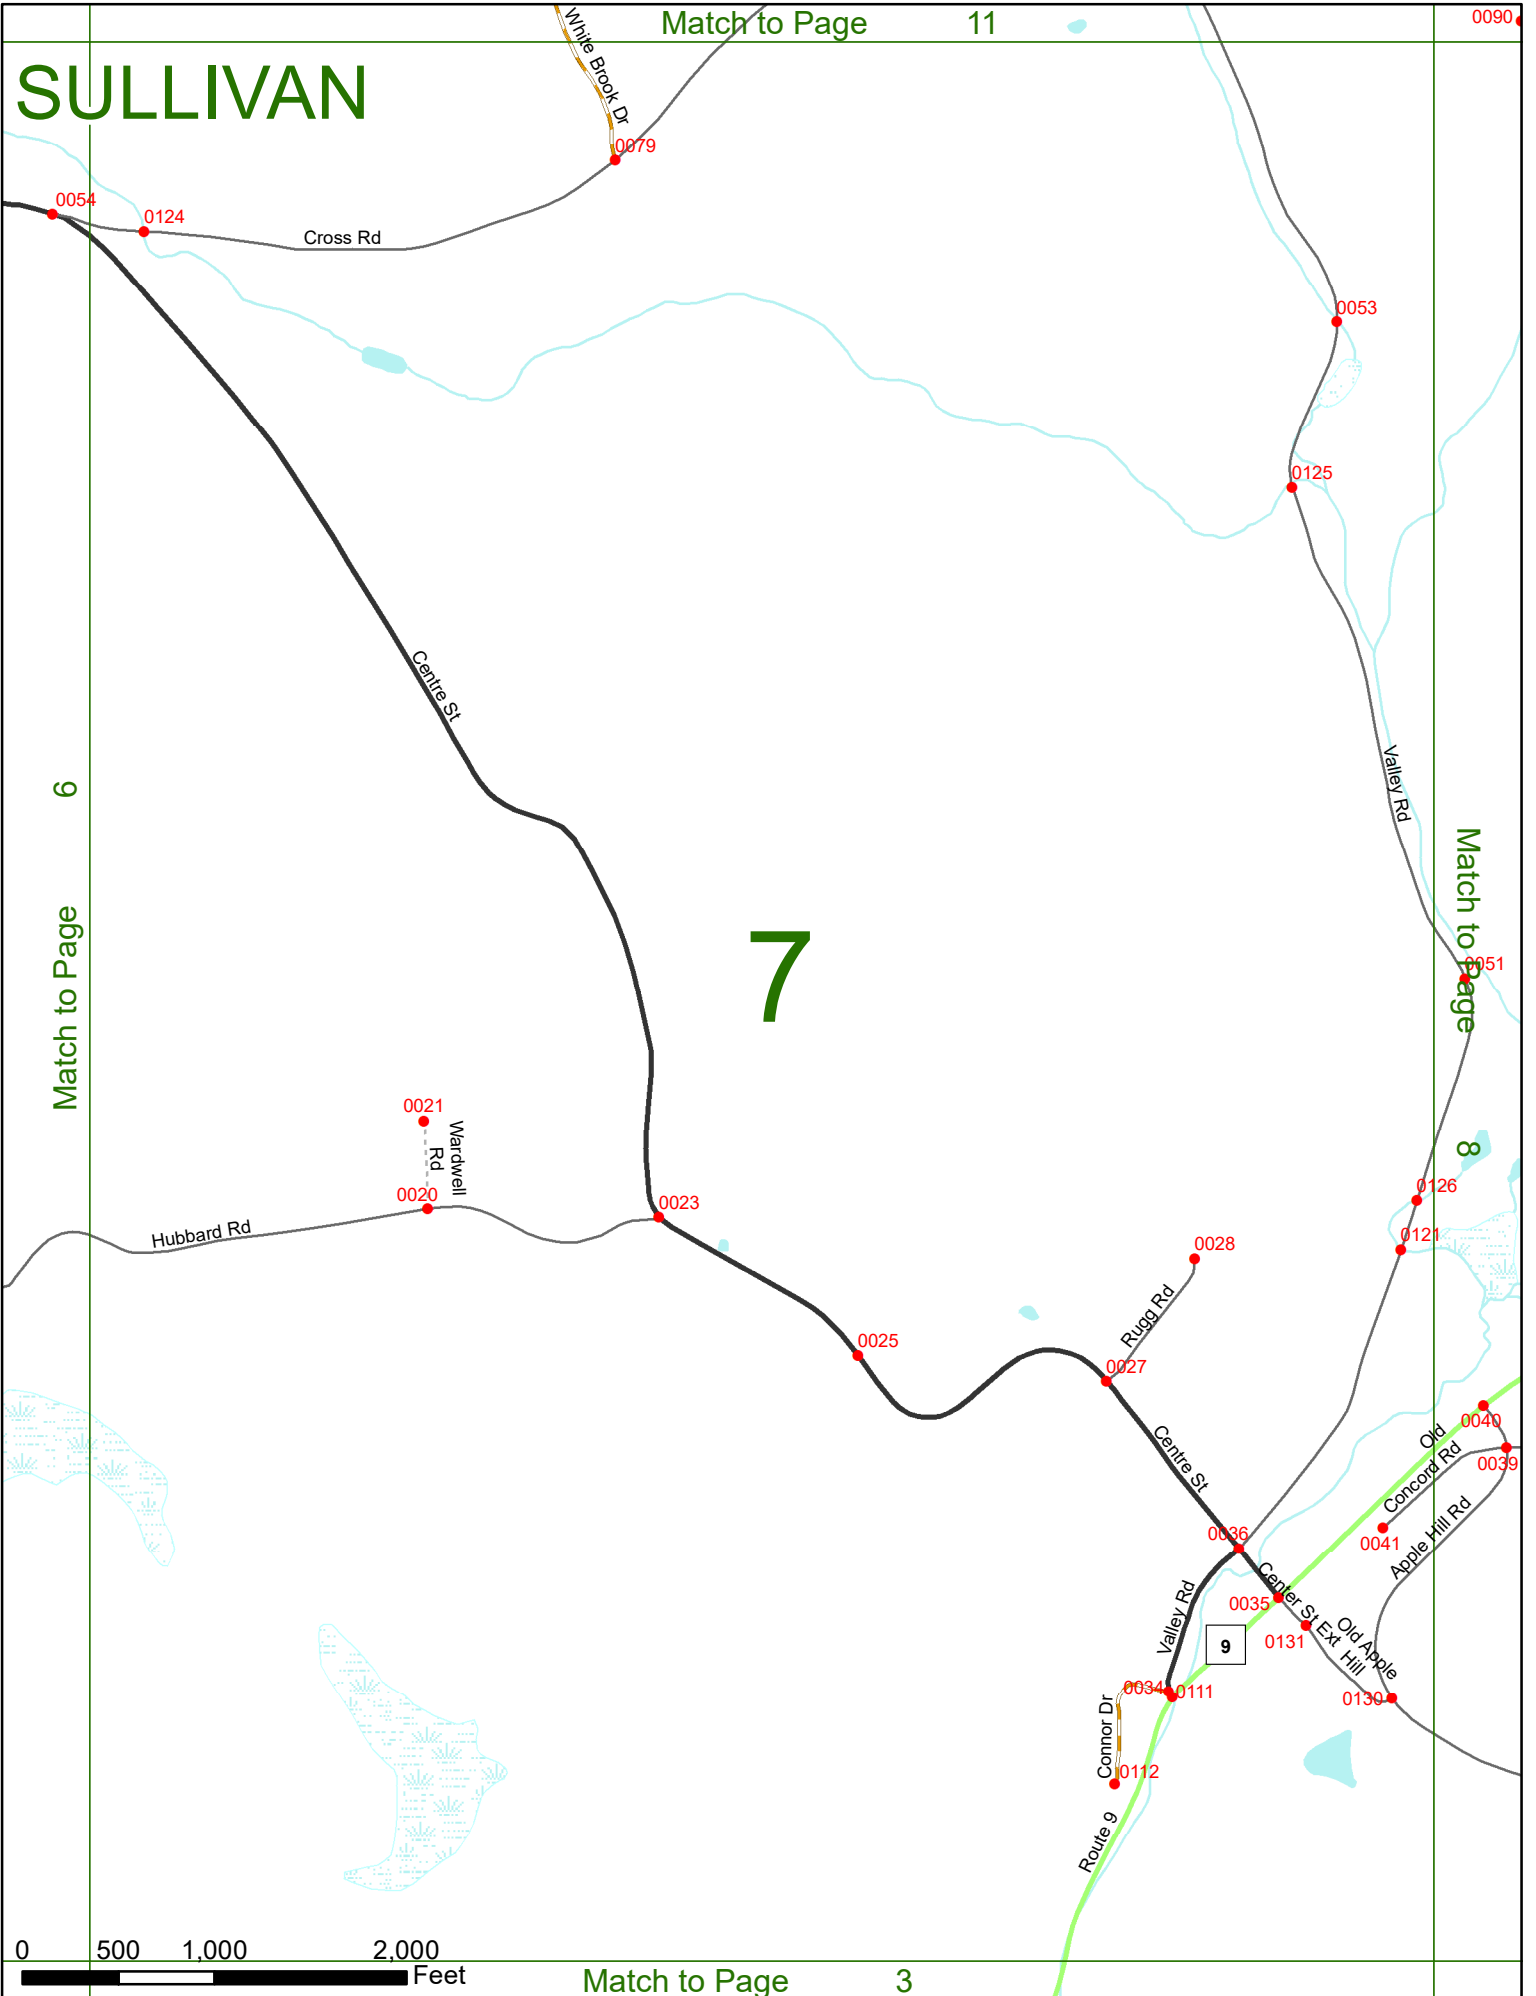 Match to Page 11
0090
SULLIVAN
White Brook Dr
0079
0054
0124
Cross Rd
0053
0125
Centre St
Valley Rd
Match to Page 6
7
Match to Page 8
0051
0021
Wardwell
Rd
0020
0023
Hubbard Rd
0126
0121
0028
Rugg Rd
0025
0027
Centre St
0040
Old
Concord Rd
0039
0041
Apple Hill Rd
0036
Center St Ext
0035
0131
Valley Rd
9
Old Apple
Hill
0130
0034
0111
Connor Dr
0112
Route 9
0 500 1,000 2,000
Feet
Match to Page 3